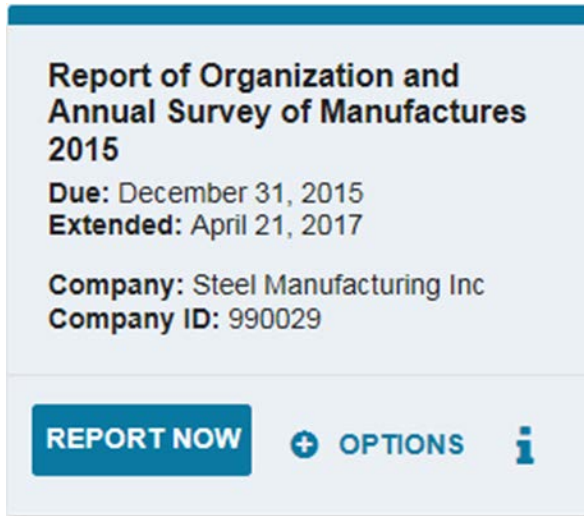 Report of Organization and
Annual Survey of Manufactures
2015
Due: December 31, 2015
Extended: April 21, 2017
Company: Steel Manufacturing Inc
Company ID: 990029
REPORT NOW
OPTIONS